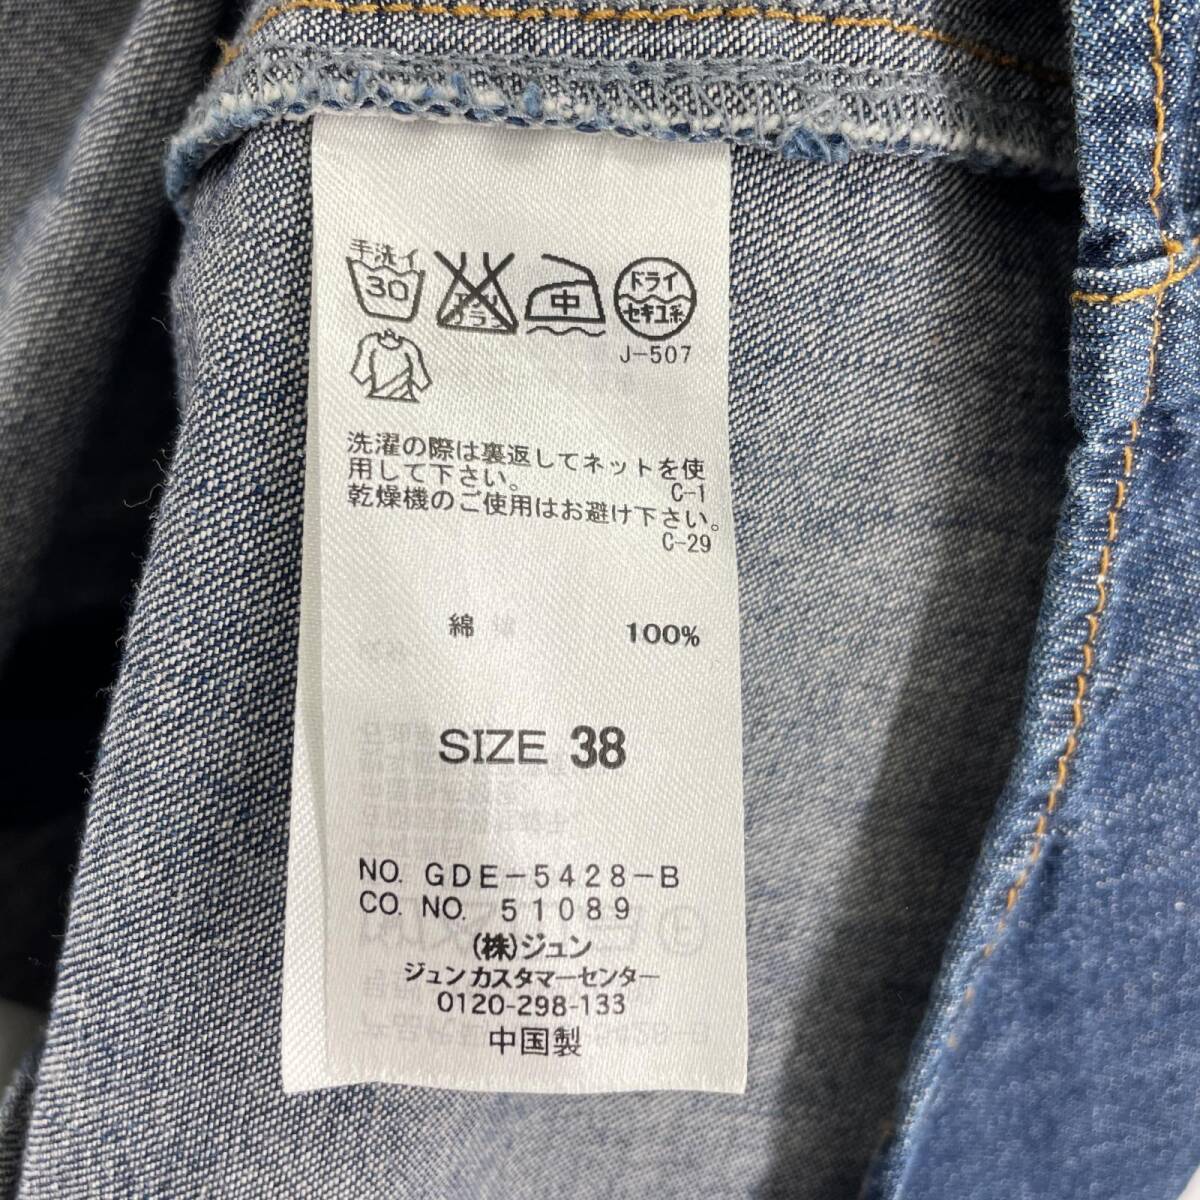 手洗イ
30
中
ドライ
セキユ系
J-507
洗濯の際は裏返してネットを使
用して下さい。
C-1
乾燥機のご使用はお避け下さい。
C-29
綿 100%
SIZE 38
NO. GDE-5428-B
CO. NO. 51089
(株)ジュン
ジュンカスタマーセンター
0120-298-133
中国製